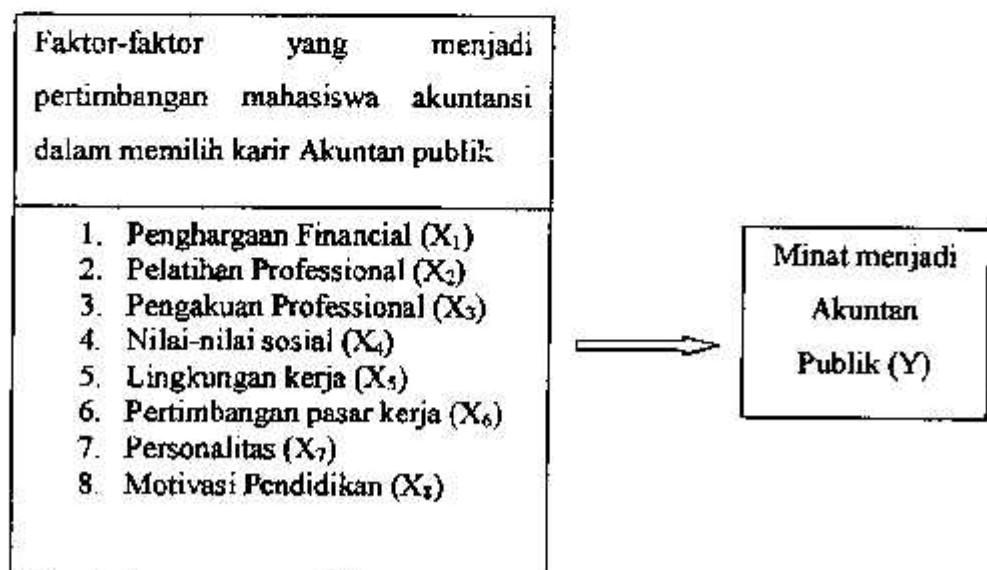 Faktor-faktor yang menjadi
pertimbangan mahasiswa akuntansi
dalam memilih karir Akuntan publik
1. Penghargaan Financial (X₁)
2. Pelatihan Professional (X₂)
3. Pengakuan Professional (X₃)
4. Nilai-nilai sosial (X₄)
5. Lingkungan kerja (X₅)
6. Pertimbangan pasar kerja (X₆)
7. Personalitas (X₇)
8. Motivasi Pendidikan (X₈)
Minat menjadi
Akuntan
Publik (Y)